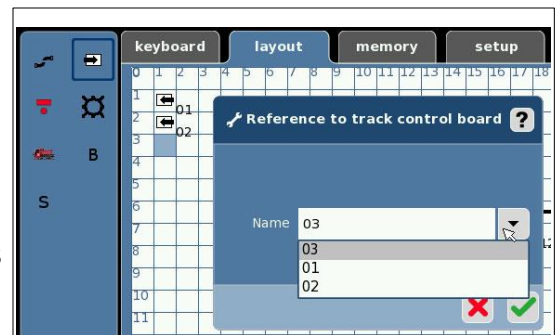 keyboard layout memory setup
0 1 2 3 4 5 6 7 8 9 10 11 12 13 14 15 16 17 18
1
01
2
02
3
4
5
6
7
8
9
10
11
B
S
Reference to track control board ?
Name 03
03
01
02